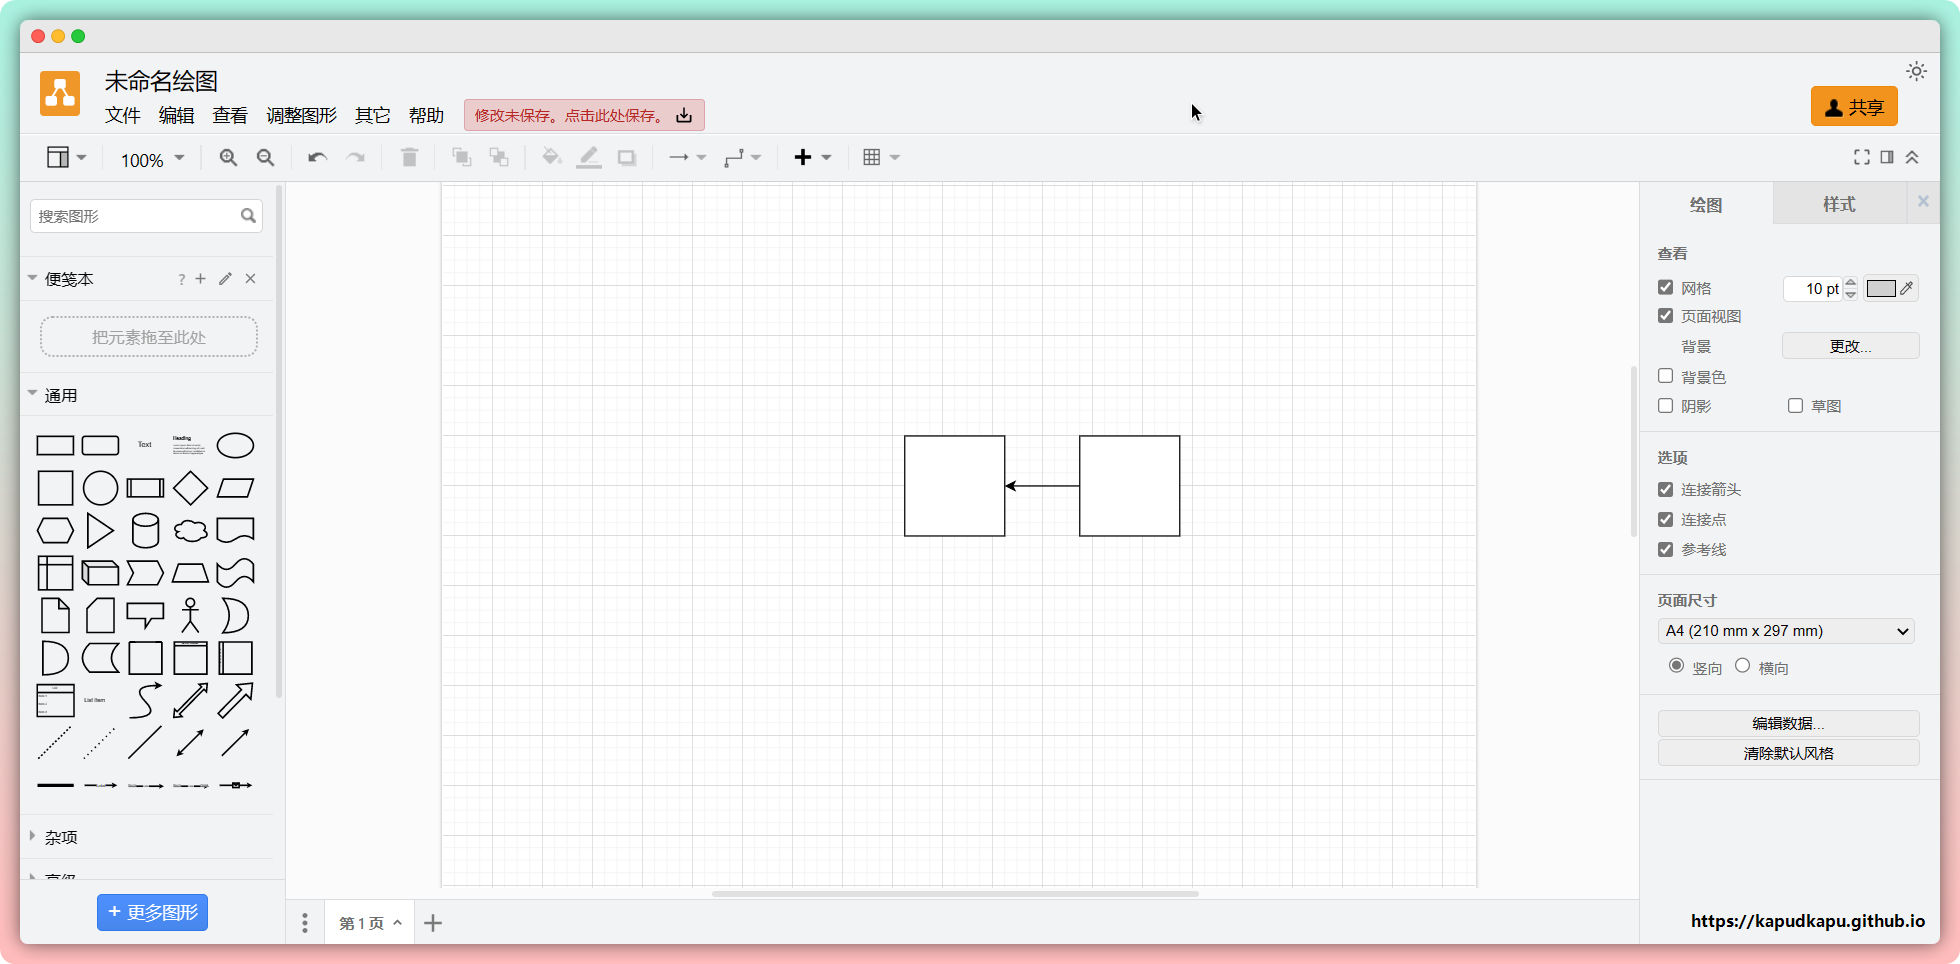 未命名绘图
文件 编辑 查看 调整图形 其它 帮助 修改未保存。点击此处保存。
共享
100%
搜索图形
便笺本 ?
把元素拖至此处
通用
Text
Heading
List Item
杂项
高级
+ 更多图形
第 1 页
绘图 样式
查看
网格 10 pt
页面视图
背景 更改...
背景色
阴影 草图
选项
连接箭头
连接点
参考线
页面尺寸
A4 (210 mm x 297 mm)
竖向 横向
编辑数据...
清除默认风格
https://kapudkapu.github.io